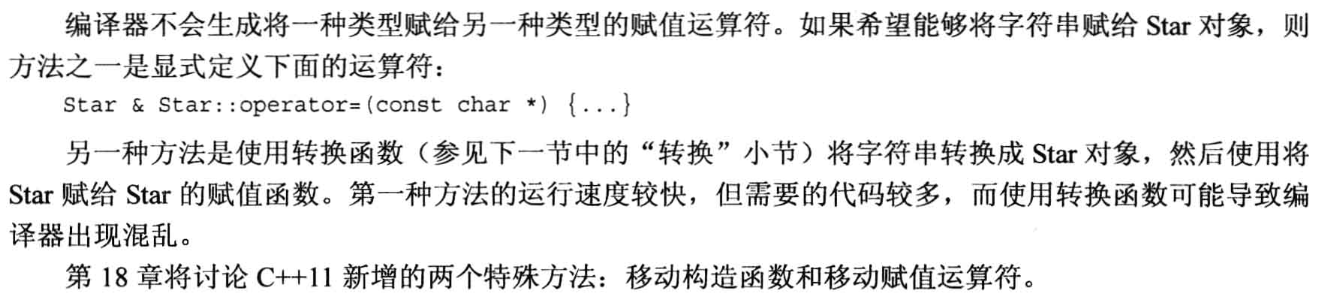 编译器不会生成将一种类型赋给另一种类型的赋值运算符。如果希望能够将字符串赋给 Star 对象，则
方法之一是显式定义下面的运算符：
Star & Star::operator=(const char *) {...}
另一种方法是使用转换函数（参见下一节中的“转换”小节）将字符串转换成 Star 对象，然后使用将
Star 赋给 Star 的赋值函数。第一种方法的运行速度较快，但需要的代码较多，而使用转换函数可能导致编
译器出现混乱。
第 18 章将讨论 C++11 新增的两个特殊方法：移动构造函数和移动赋值运算符。